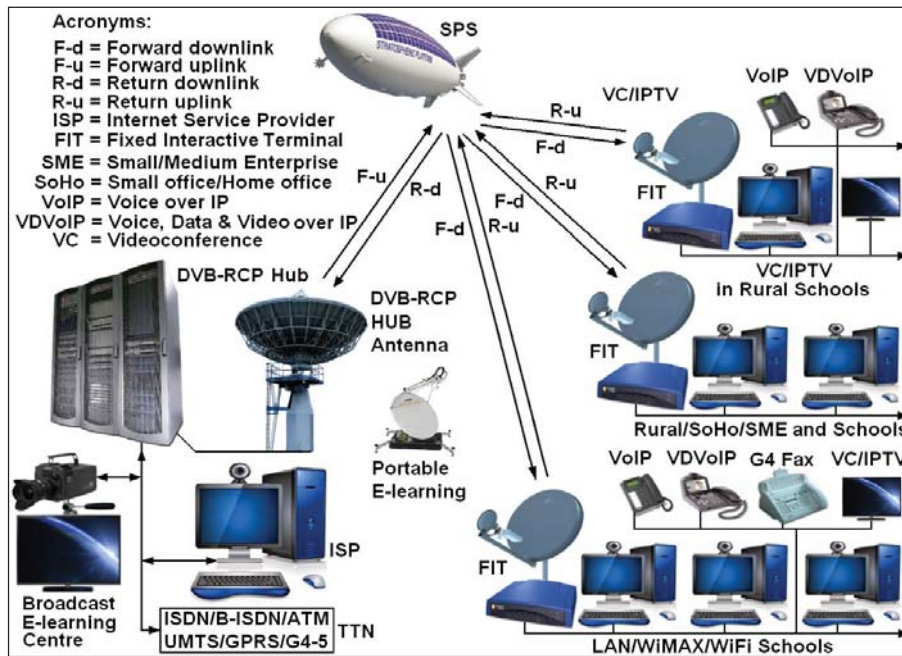 Acronyms:
F-d = Forward downlink
F-u = Forward uplink
R-d = Return downlink
R-u = Return uplink
ISP = Internet Service Provider
FIT = Fixed Interactive Terminal
SME = Small/Medium Enterprise
SoHo = Small office/Home office
VoIP = Voice over IP
VDVoIP = Voice, Data & Video over IP
VC = Videoconference
SPS
STRATOSPHERIC PLATFORM
VC/IPTV
VoIP
VDVoIP
R-u
F-d
FIT
VC/IPTV
in Rural Schools
F-u
R-d
F-d
R-u
F-d
R-u
DVB-RCP Hub
DVB-RCP
HUB
Antenna
FIT
Rural/SoHo/SME and Schools
Portable
E-learning
VoIP
VDVoIP
G4 Fax
VC/IPTV
FIT
LAN/WiMAX/WiFi Schools
ISP
Broadcast
E-learning
Centre
ISDN/B-ISDN/ATM
UMTS/GPRS/G4-5
TTN